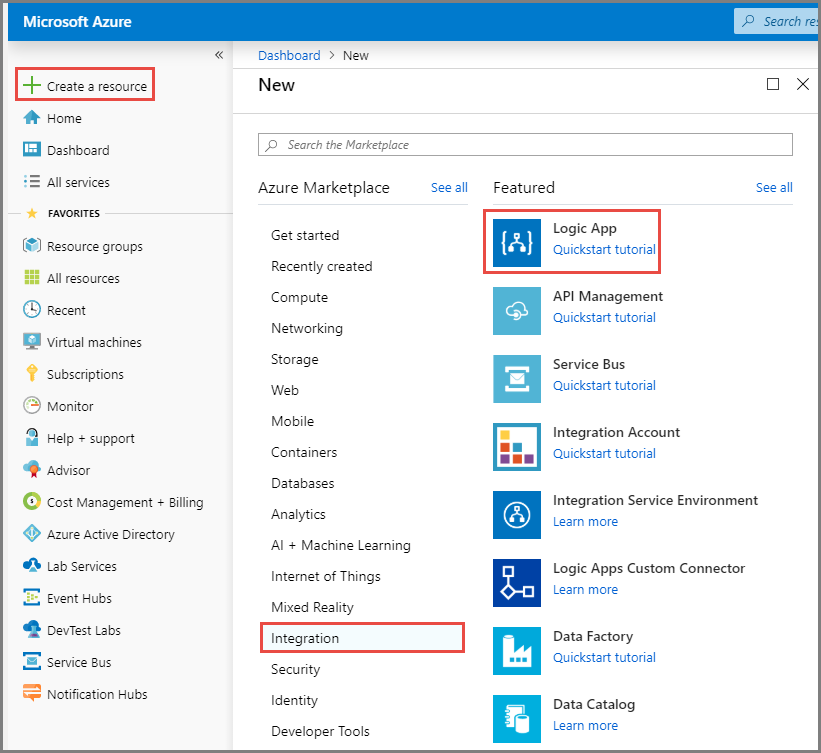 Microsoft Azure
Search res
«
Create a resource
Home
Dashboard
All services
FAVORITES
Resource groups
All resources
Recent
Virtual machines
Subscriptions
Monitor
Help + support
Advisor
Cost Management + Billing
Azure Active Directory
Lab Services
Event Hubs
DevTest Labs
Service Bus
Notification Hubs
Dashboard > New
New
Search the Marketplace
Azure Marketplace See all
Get started
Recently created
Compute
Networking
Storage
Web
Mobile
Containers
Databases
Analytics
AI + Machine Learning
Internet of Things
Mixed Reality
Integration
Security
Identity
Developer Tools
Featured See all
Logic App
Quickstart tutorial
API Management
Quickstart tutorial
Service Bus
Quickstart tutorial
Integration Account
Quickstart tutorial
Integration Service Environment
Learn more
Logic Apps Custom Connector
Learn more
Data Factory
Quickstart tutorial
Data Catalog
Learn more